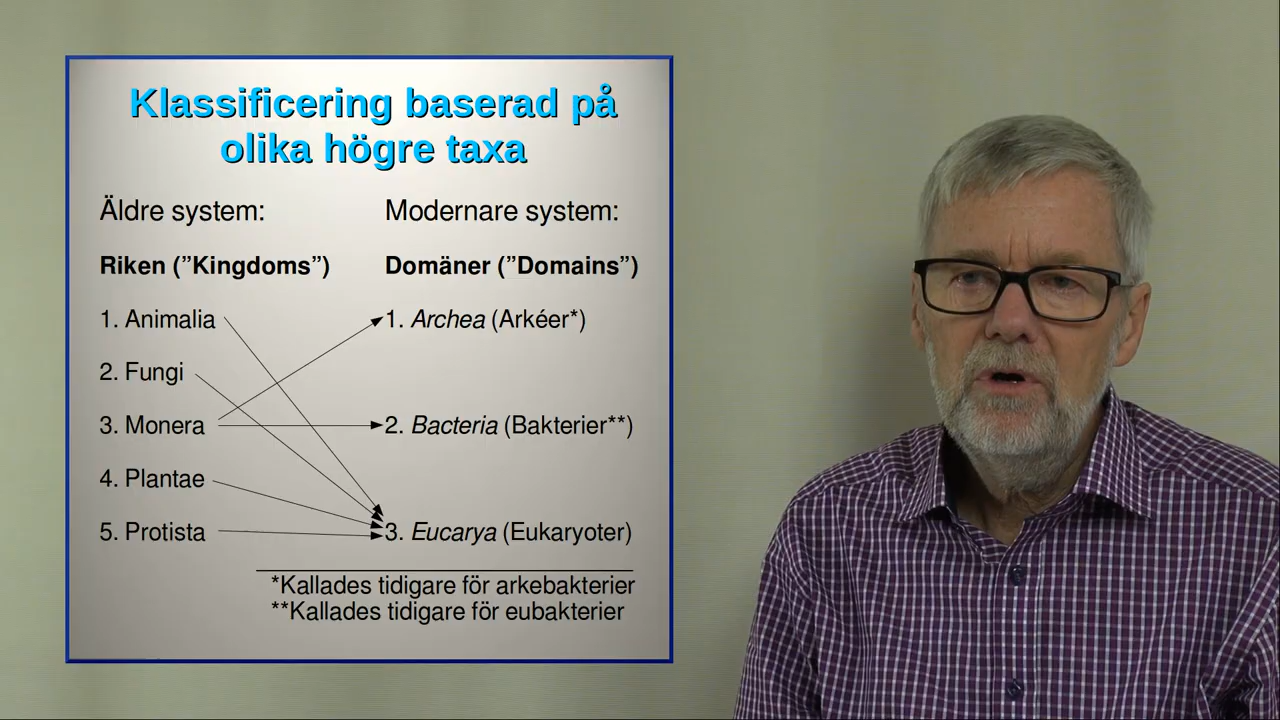 Klassificering baserad på
olika högre taxa
Äldre system:
Modernare system:
Riken (”Kingdoms”)
Domäner (”Domains”)
1. Animalia
1. Archea (Arkéer*)
2. Fungi
3. Monera
2. Bacteria (Bakterier**)
4. Plantae
5. Protista
3. Eucarya (Eukaryoter)
*Kallades tidigare för arkebakterier
**Kallades tidigare för eubakterier